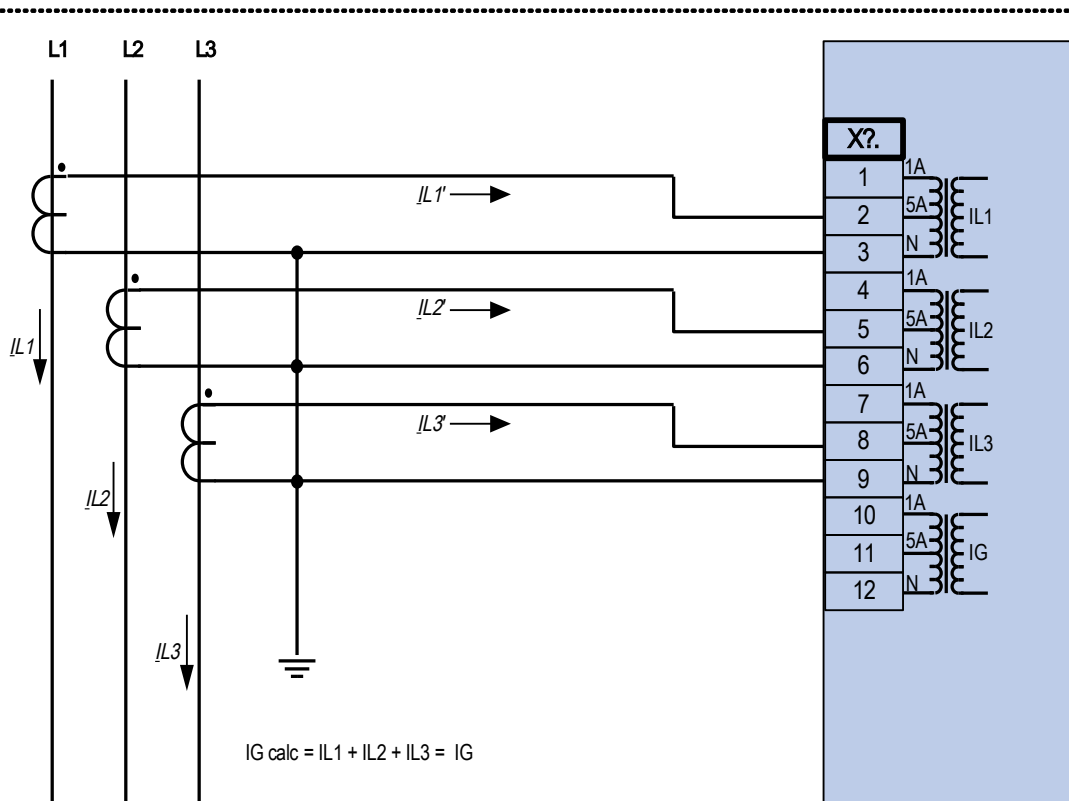 L1 L2 L3
X?.
1 1A
IL1'
2 5A IL1
3 N
4 1A
IL2'
5 5A IL2
IL1
6 N
7 1A
IL3'
8 5A IL3
9 N
IL2
10 1A
11 5A IG
12 N
IL3
IG calc = IL1 + IL2 + IL3 = IG